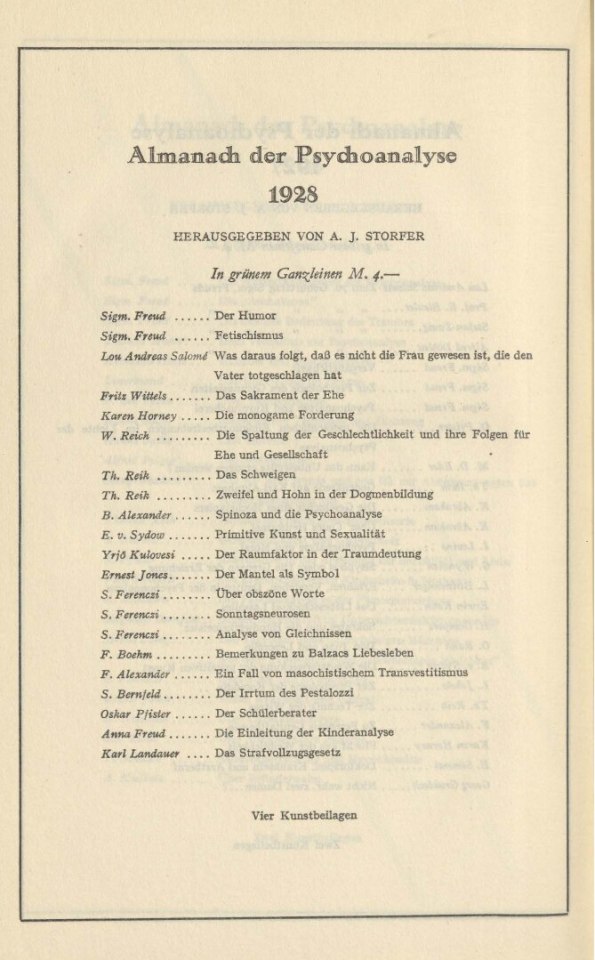 Almanach der Psychoanalyse
1928
HERAUSGEGEBEN VON A. J. STORFER
In grünem Ganzleinen M. 4.—
Sigm. Freud ...... Der Humor
Sigm. Freud ...... Fetischismus
Lou Andreas Salomé Was daraus folgt, daß es nicht die Frau gewesen ist, die den
Vater totgeschlagen hat
Fritz Wittels ....... Das Sakrament der Ehe
Karen Horney ..... Die monogame Forderung
W. Reich ......... Die Spaltung der Geschlechtlichkeit und ihre Folgen für
Ehe und Gesellschaft
Th. Reik ......... Das Schweigen
Th. Reik ......... Zweifel und Hohn in der Dogmenbildung
B. Alexander ...... Spinoza und die Psychoanalyse
E. v. Sydow ....... Primitive Kunst und Sexualität
Yrjö Kulovesi ..... Der Raumfaktor in der Traumdeutung
Ernest Jones....... Der Mantel als Symbol
S. Ferenczi ........ Über obszöne Worte
S. Ferenczi ........ Sonntagsneurosen
S. Ferenczi ........ Analyse von Gleichnissen
F. Boehm ......... Bemerkungen zu Balzacs Liebesleben
F. Alexander ...... Ein Fall von masochistischem Transvestitismus
S. Bernfeld ........ Der Irrtum des Pestalozzi
Oskar Pfister ...... Der Schülerberater
Anna Freud ....... Die Einleitung der Kinderanalyse
Karl Landauer .... Das Strafvollzugsgesetz
Vier Kunstbeilagen